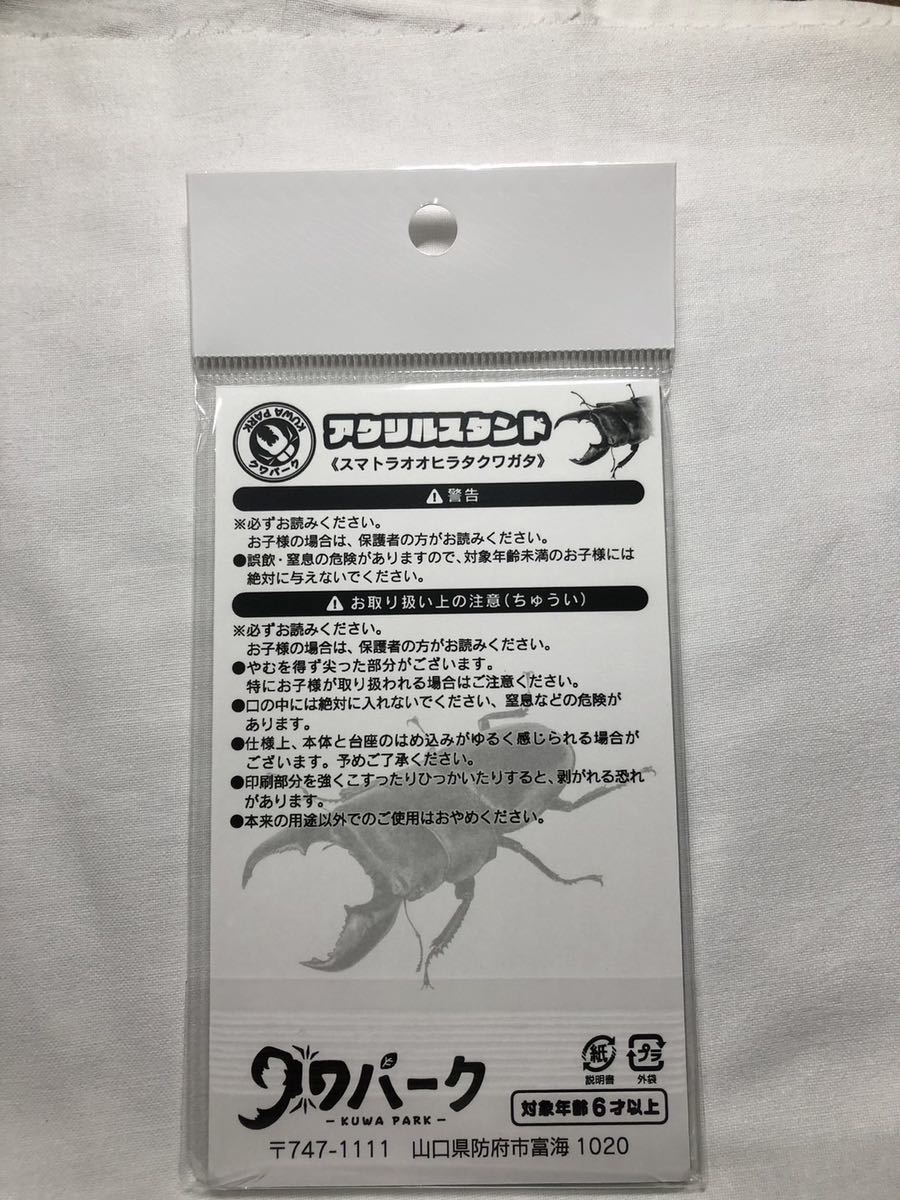 KUWA PARK
クワパーク
アクリルスタンド
《スマトラオオヒラタクワガタ》
警告
※必ずお読みください。
お子様の場合は、保護者の方がお読みください。
●誤飲・窒息の危険がありますので、対象年齢未満のお子様には
絶対に与えないでください。
お取り扱い上の注意(ちゅうい)
※必ずお読みください。
お子様の場合は、保護者の方がお読みください。
●やむを得ず尖った部分がございます。
特にお子様が取り扱われる場合はご注意ください。
●口の中には絶対に入れないでください、窒息などの危険が
あります。
●仕様上、本体と台座のはめ込みがゆるく感じられる場合が
ございます。予めご了承ください。
●印刷部分を強くこすったりひっかいたりすると、剥がれる恐れ
があります。
●本来の用途以外でのご使用はおやめください。
クワパーク
- KUWA PARK -
紙
説明書
プラ
外袋
対象年齢6才以上
〒747-1111 山口県防府市富海1020